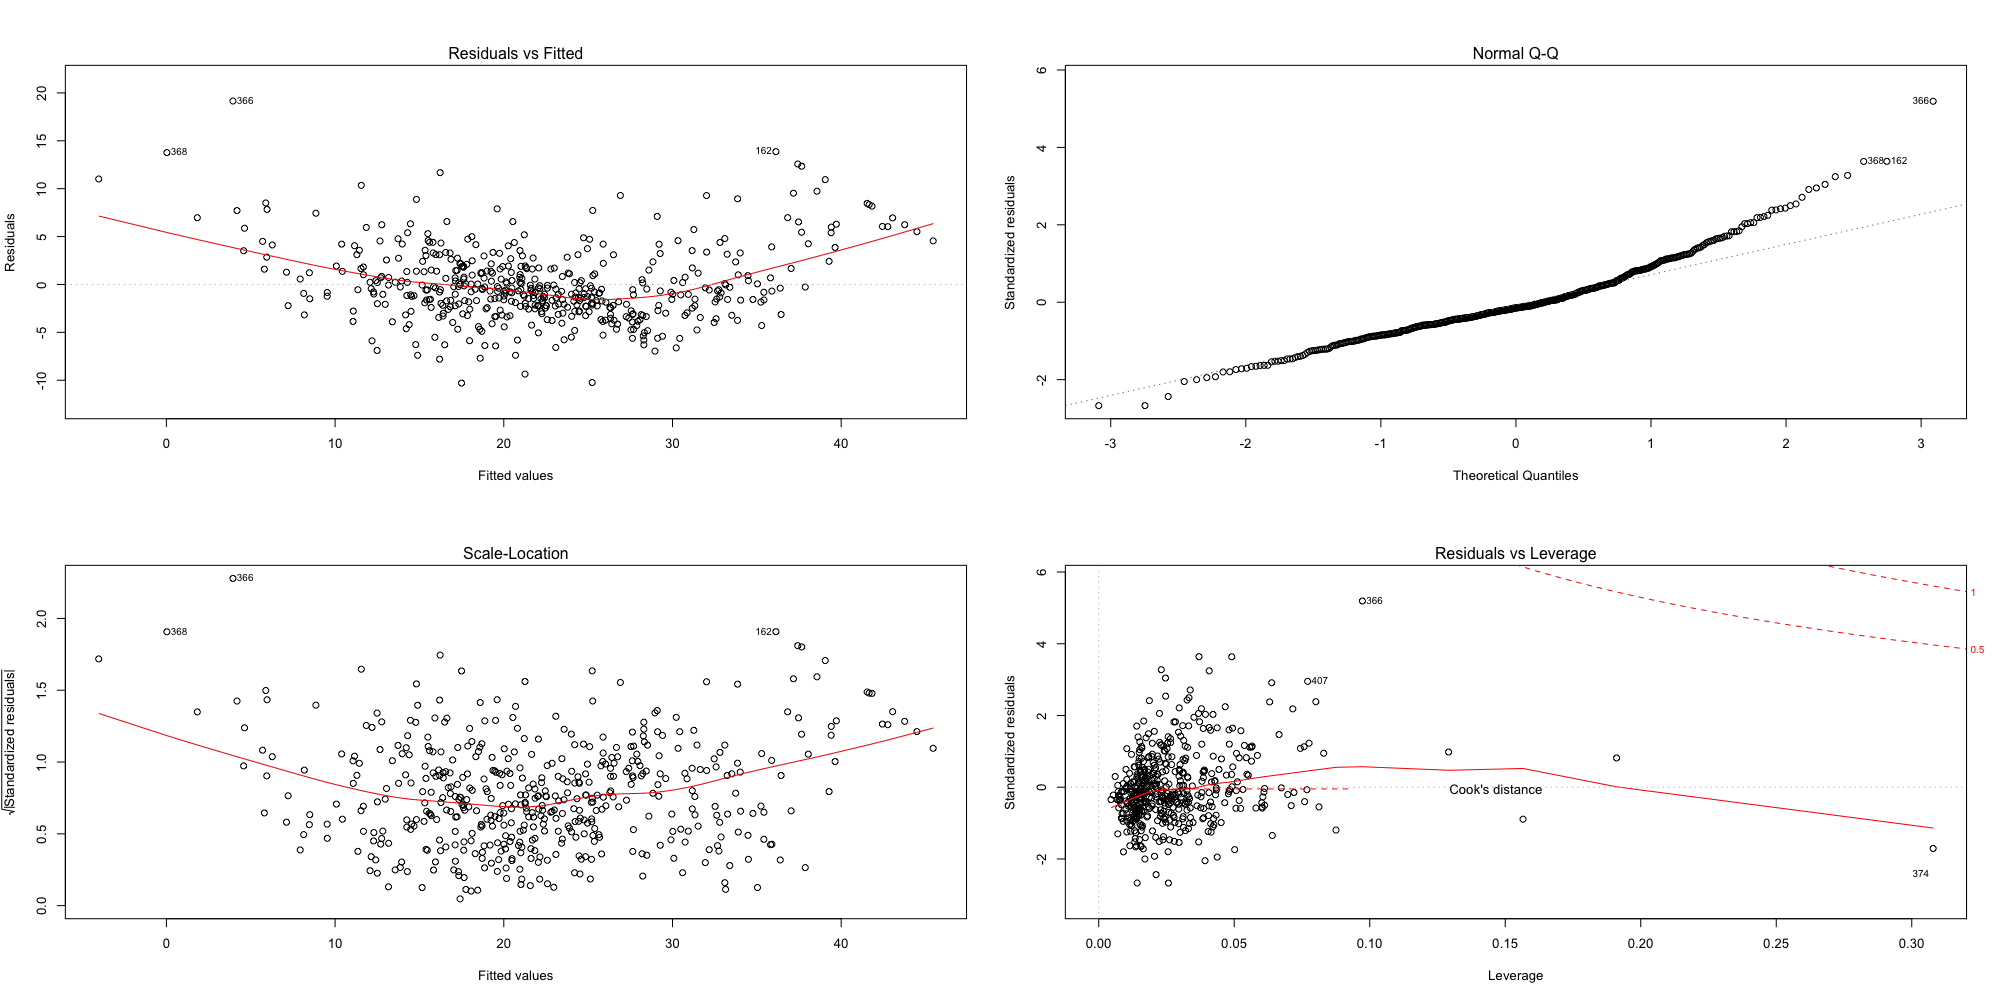 Residuals vs Fitted
Residuals
20
15
10
5
0
-5
-10
366
368
162
0 10 20 30 40
Fitted values
Normal Q-Q
Standardized residuals
6
4
2
0
-2
366
368 162
-3 -2 -1 0 1 2 3
Theoretical Quantiles
Scale-Location
√|Standardized residuals|
2.0
1.5
1.0
0.5
0.0
366
368
162
0 10 20 30 40
Fitted values
Residuals vs Leverage
Standardized residuals
6
4
2
0
-2
366
407
374
Cook's distance
1
0.5
0.00 0.05 0.10 0.15 0.20 0.25 0.30
Leverage